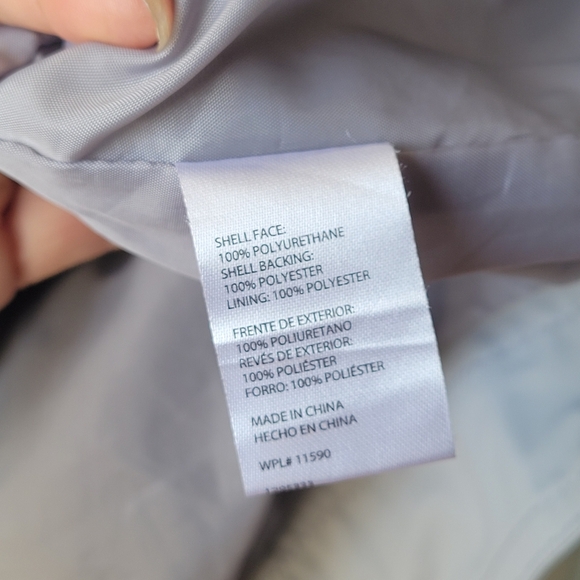 SHELL FACE:
100% POLYURETHANE
SHELL BACKING:
100% POLYESTER
LINING: 100% POLYESTER
FRENTE DE EXTERIOR:
100% POLIURETANO
REVÉS DE EXTERIOR:
100% POLIÉSTER
FORRO: 100% POLIÉSTER
MADE IN CHINA
HECHO EN CHINA
WPL# 11590